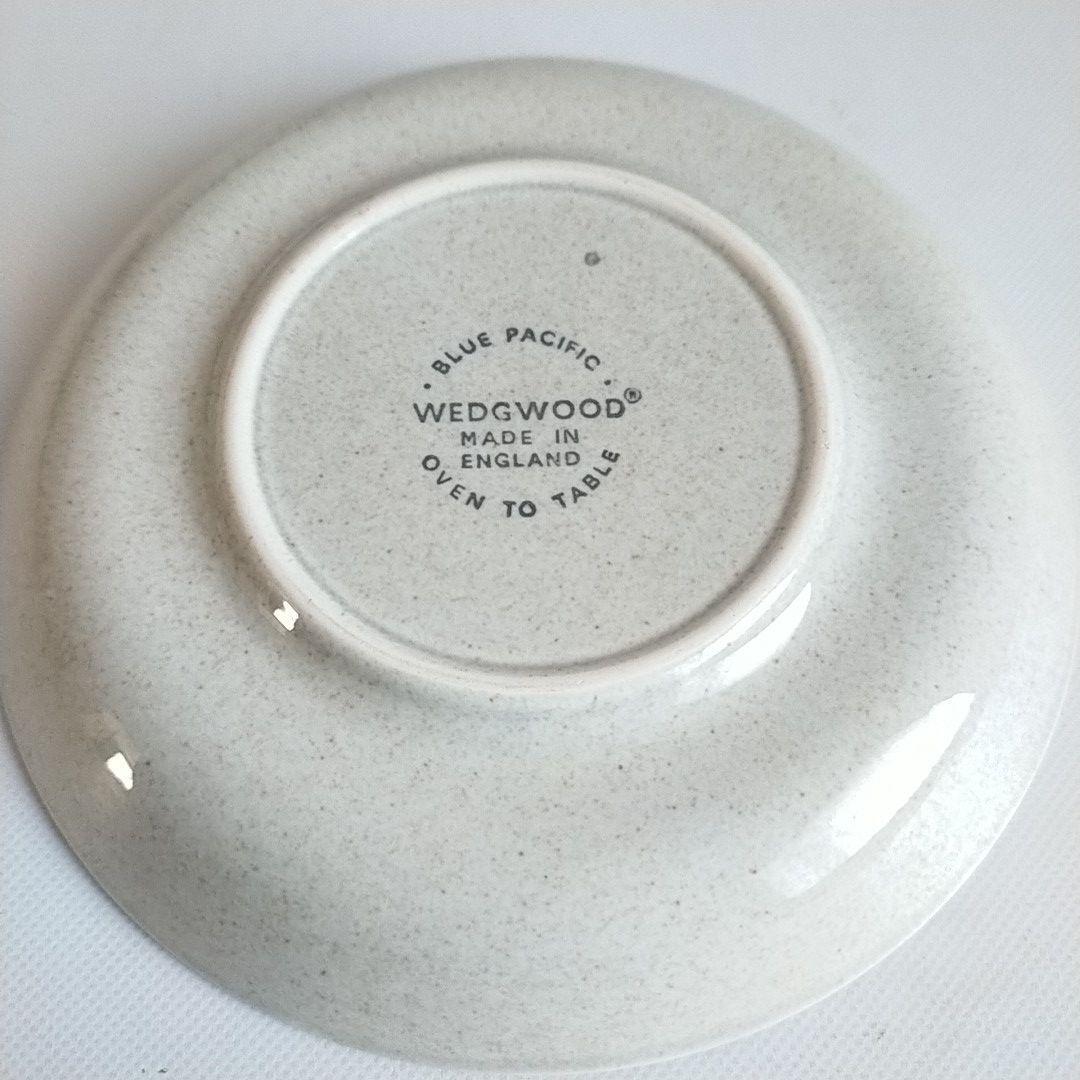 · BLUE PACIFIC ·
WEDGWOOD®
MADE IN
ENGLAND
OVEN TO TABLE